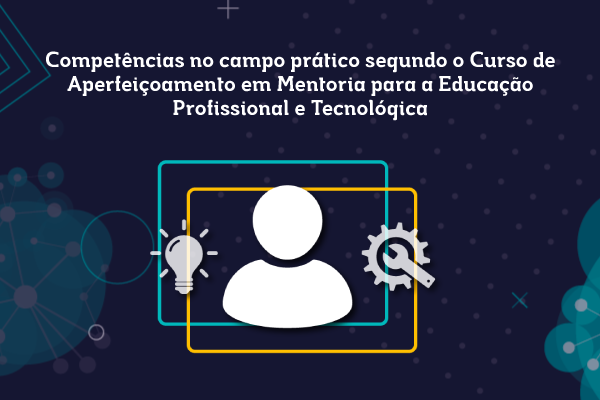 Competências no campo prático segundo o Curso de
Aperfeiçoamento em Mentoria para a Educação
Profissional e Tecnológica